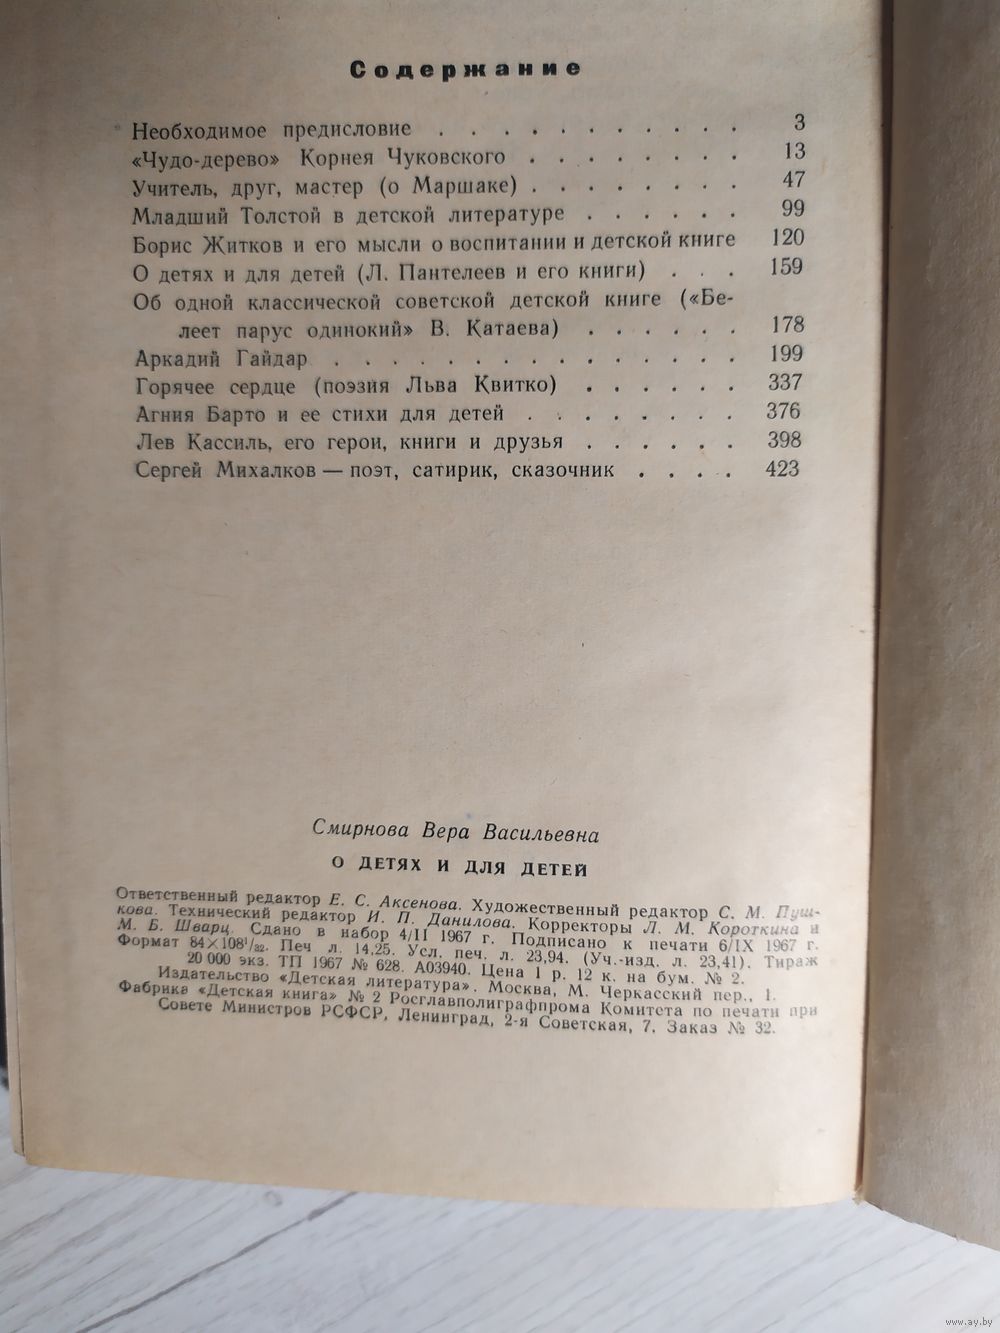 Содержание
Необходимое предисловие . . . . . . . . . . . 3
«Чудо-дерево» Корнея Чуковского . . . . . . . . 13
Учитель, друг, мастер (о Маршаке) . . . . . . . . 47
Младший Толстой в детской литературе . . . . . . 99
Борис Житков и его мысли о воспитании и детской книге 120
О детях и для детей (Л. Пантелеев и его книги) . . . 159
Об одной классической советской детской книге («Бе-
леет парус одинокий» В. Катаева) . . . . . . 178
Аркадий Гайдар . . . . . . . . . . . . . . 199
Горячее сердце (поэзия Льва Квитко) . . . . . . 337
Агния Барто и ее стихи для детей . . . . . . . . 376
Лев Кассиль, его герои, книги и друзья . . . . . . 398
Сергей Михалков — поэт, сатирик, сказочник . . . . 423
Смирнова Вера Васильевна
О ДЕТЯХ И ДЛЯ ДЕТЕЙ
Ответственный редактор Е. С. Аксенова. Художественный редактор С. М. Пуш-
кова. Технический редактор И. П. Данилова. Корректоры Л. М. Короткина и
М. Б. Шварц. Сдано в набор 4/II 1967 г. Подписано к печати 6/IX 1967 г.
Формат 84×108¹/₃₂. Печ л. 14,25. Усл. печ. л. 23,94. (Уч.-изд. л. 23,41). Тираж
20 000 экз. ТП 1967 № 628. А03940. Цена 1 р. 12 к. на бум. № 2.
Издательство «Детская литература». Москва, М. Черкасский пер., 1.
Фабрика «Детская книга» № 2 Росглавполиграфпрома Комитета по печати при
Совете Министров РСФСР, Ленинград, 2-я Советская, 7. Заказ № 32.
www.ay.by